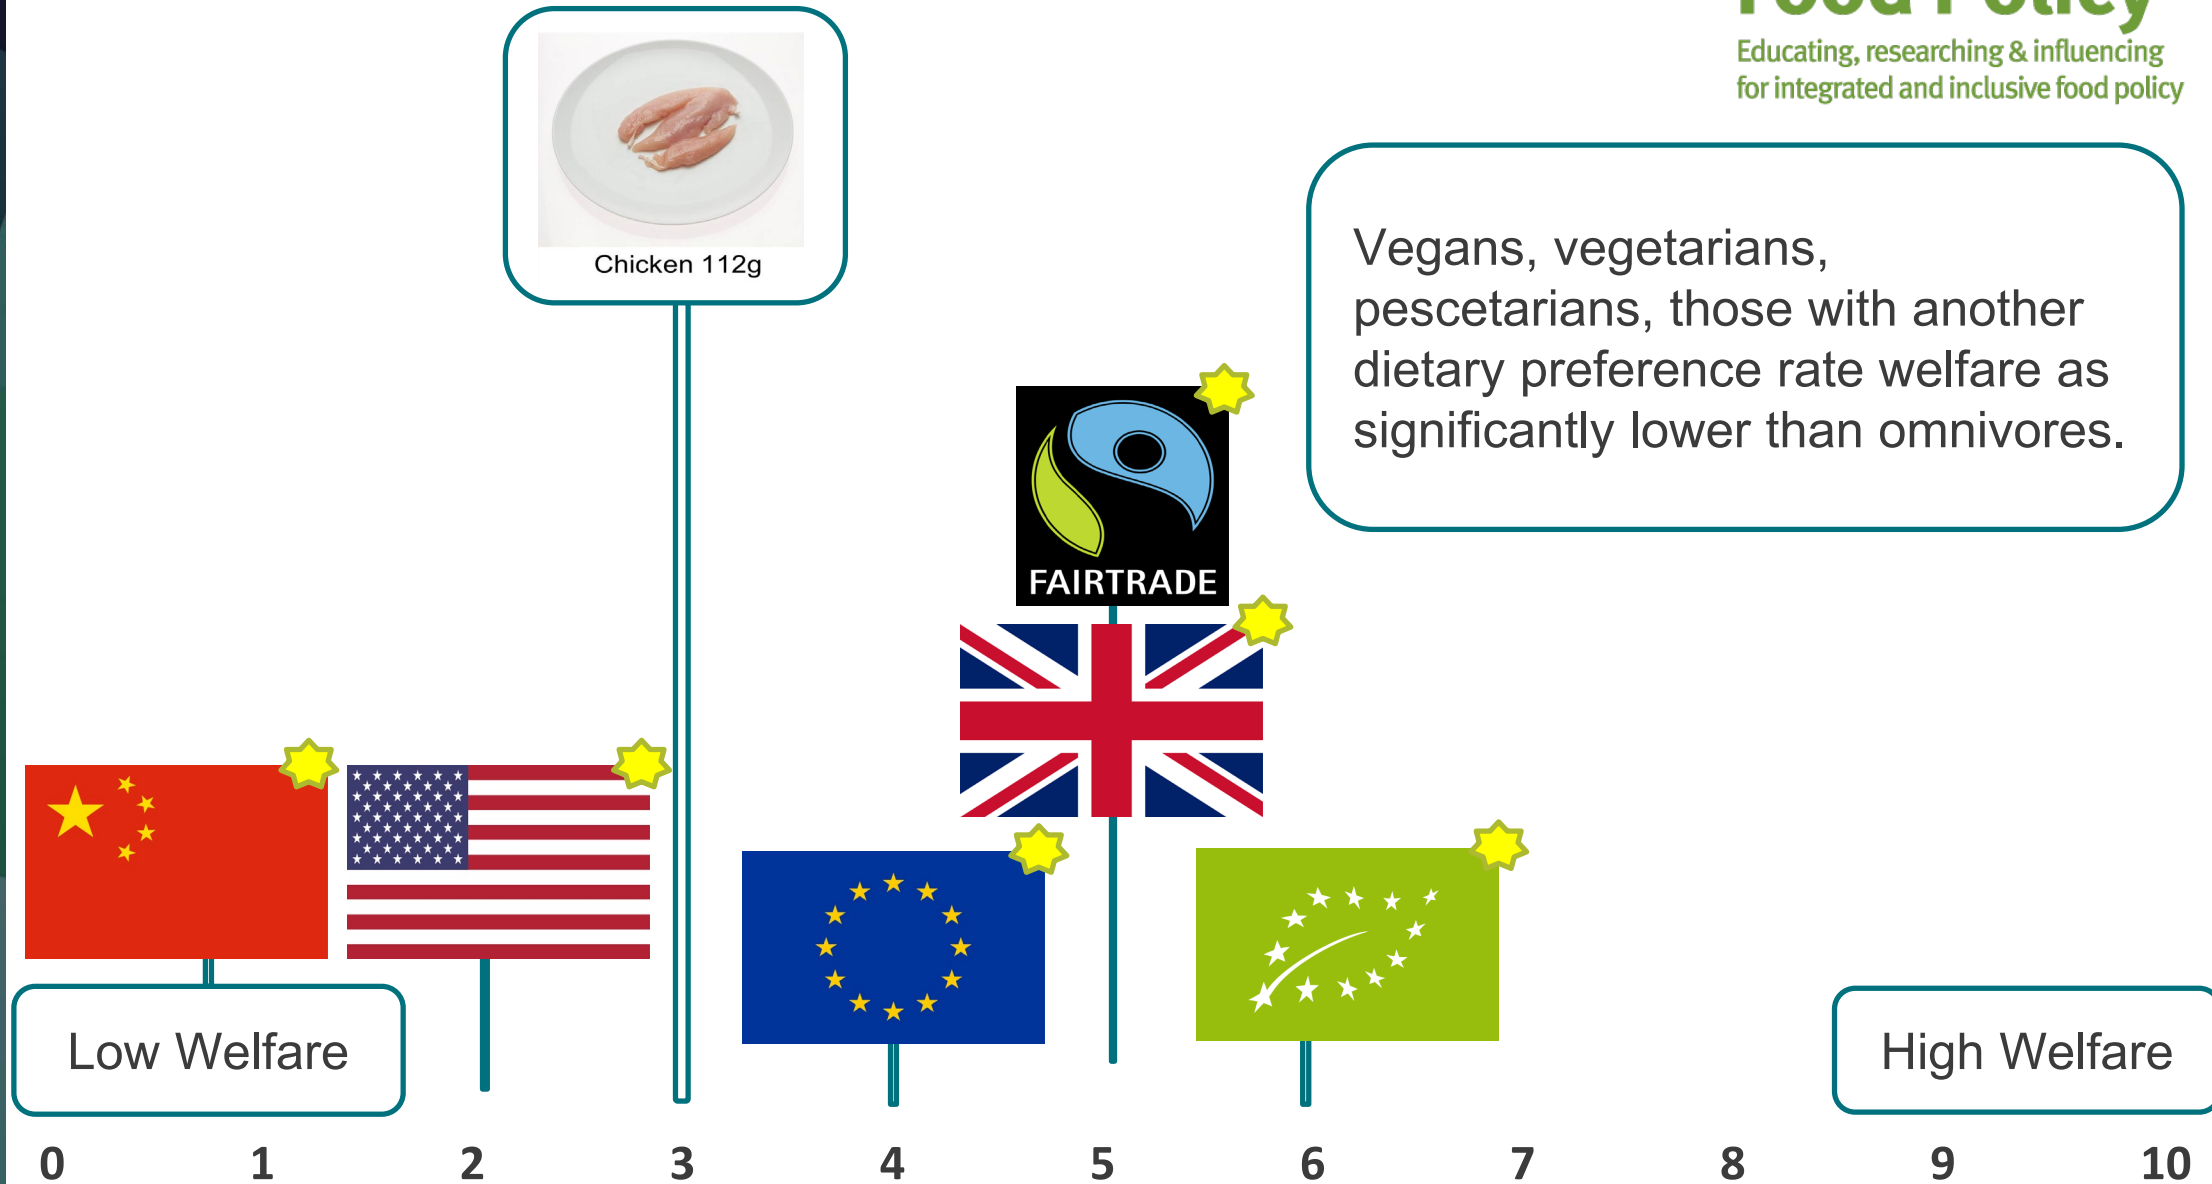 Food Policy
Educating, researching & influencing
for integrated and inclusive food policy
Chicken 112g
Vegans, vegetarians,
pescetarians, those with another
dietary preference rate welfare as
significantly lower than omnivores.
FAIRTRADE
Low Welfare
High Welfare
0 1 2 3 4 5 6 7 8 9 10